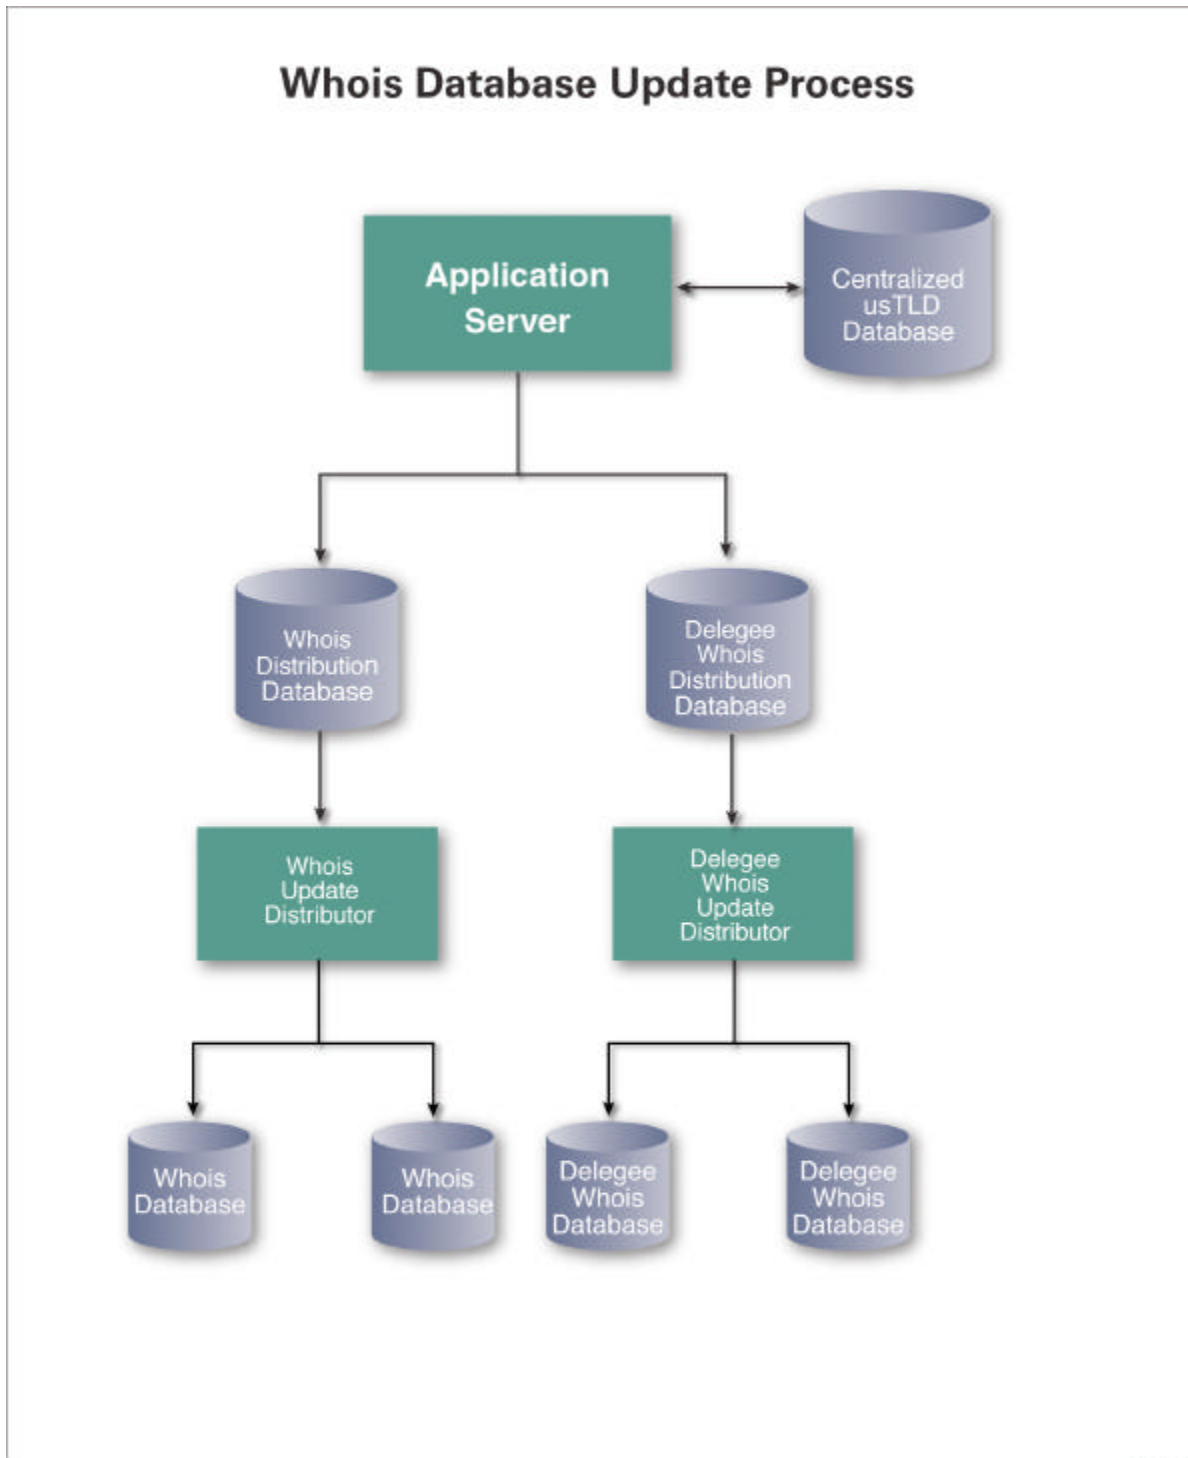 Whois Database Update Process
Application
Server
Centralized
usTLD
Database
Whois
Distribution
Database
Delegee
Whois
Distribution
Database
Whois
Update
Distributor
Delegee
Whois
Update
Distributor
Whois
Database
Whois
Database
Delegee
Whois
Database
Delegee
Whois
Database